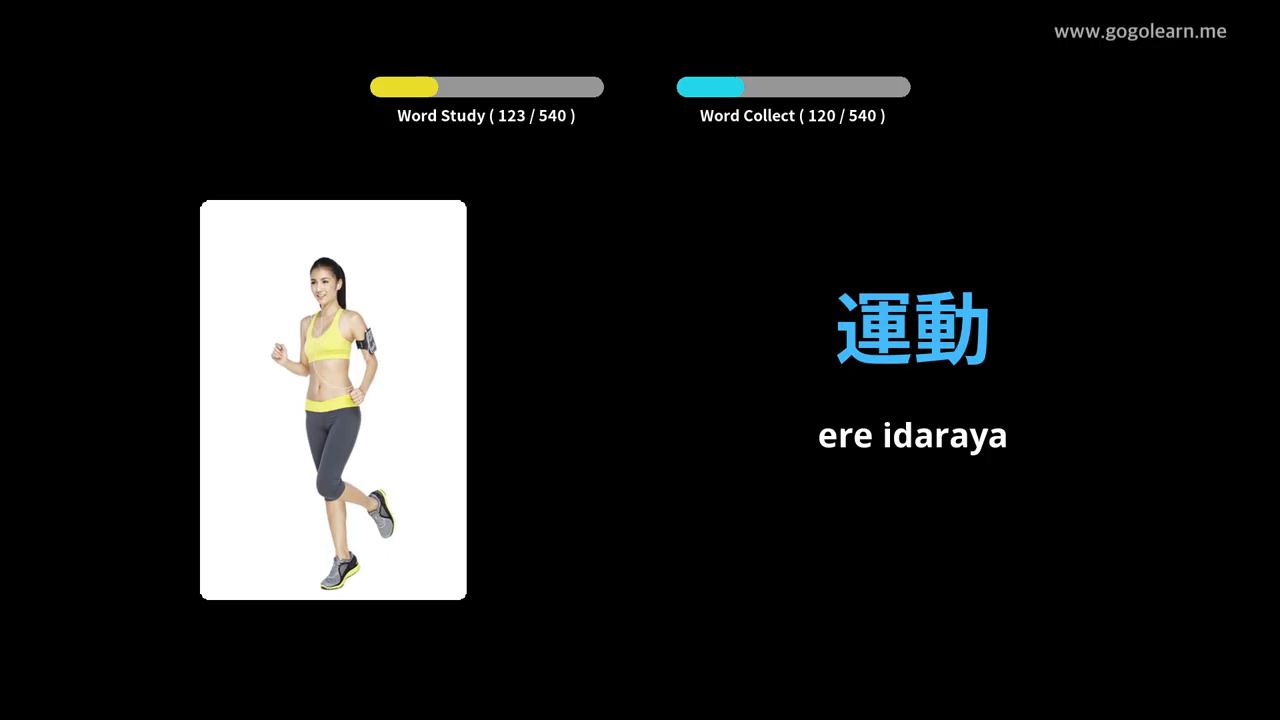 www.gogolearn.me
Word Study ( 123 / 540 )
Word Collect ( 120 / 540 )
運動
ere idaraya